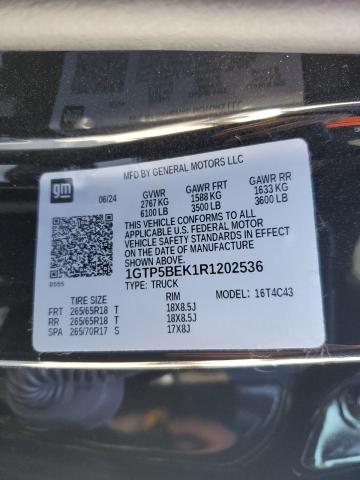 MFD BY GENERAL MOTORS LLC
gm
06/24
GVWR GAWR FRT GAWR RR
2767 KG 1588 KG 1633 KG
6100 LB 3500 LB 3600 LB
THIS VEHICLE CONFORMS TO ALL
APPLICABLE U.S. FEDERAL MOTOR
VEHICLE SAFETY STANDARDS IN EFFECT
ON THE DATE OF MANUFACTURE
SHOWN ABOVE.
1GTP5BEK1R1202536
TYPE: TRUCK
TIRE SIZE RIM MODEL: 16T4C43
FRT 265/65R18 T 18X8.5J
RR 265/65R18 T 18X8.5J
SPA 265/70R17 S 17X8J